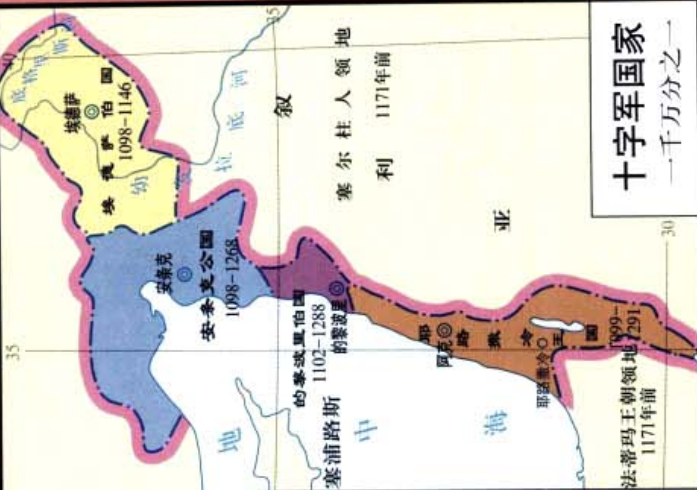 十字军国家
一千万分之一
埃德萨伯国
1098-1146
埃德萨
底格里斯河
幼发拉底河
安条克
安条克公国
1098-1268
的黎波里伯国
1102-1288
的黎波里
耶路撒冷王国
1099-1291
阿克
耶路撒冷
叙利亚
塞尔柱人领地
1171年前
法蒂玛王朝领地
1171年前
塞浦路斯
地中海
40
35
35
30